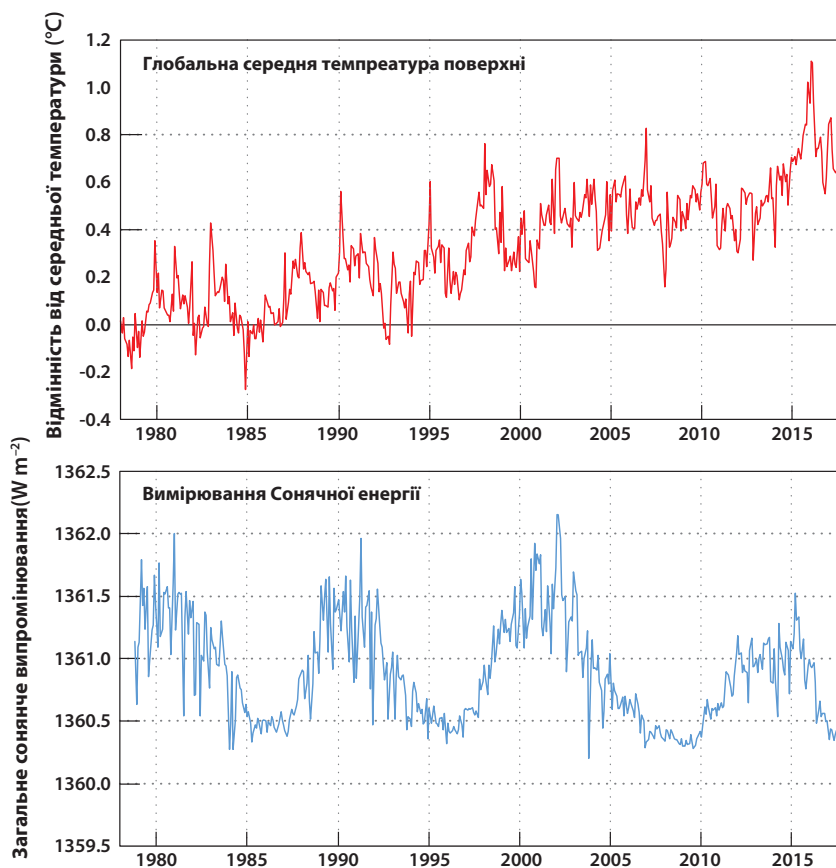 Відмінність від середньої температури (°C)
Глобальна середня темпреатура поверхні
1.2
1.0
0.8
0.6
0.4
0.2
0.0
-0.2
-0.4
1980 1985 1990 1995 2000 2005 2010 2015
Загальне сонянче випромінювання(W m⁻²)
Вимірювання Сонячної енергії
1362.5
1362.0
1361.5
1361.0
1360.5
1360.0
1359.5
1980 1985 1990 1995 2000 2005 2010 2015